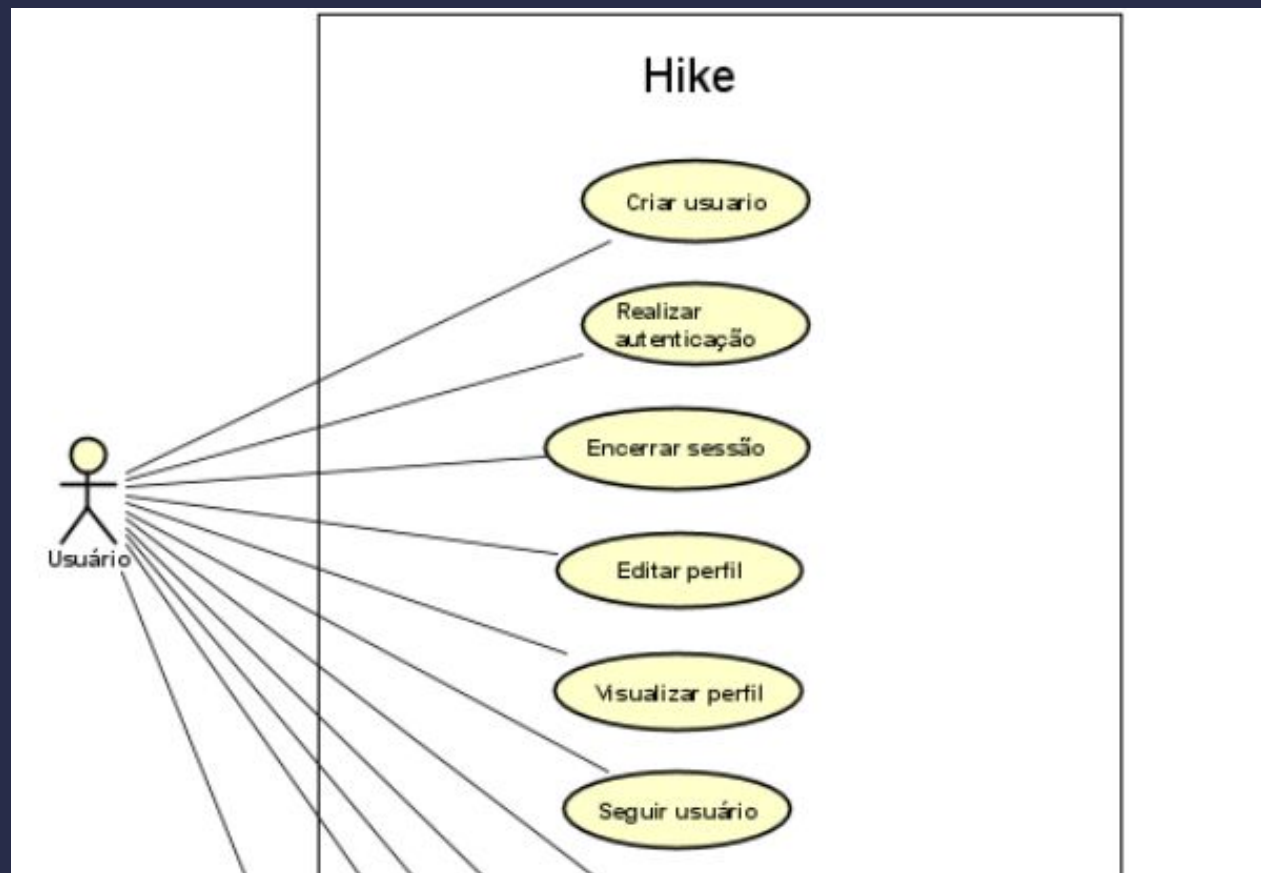 Hike
Criar usuario
Realizar
autenticação
Encerrar sessão
Editar perfil
Usuário
Visualizar perfil
Seguir usuário